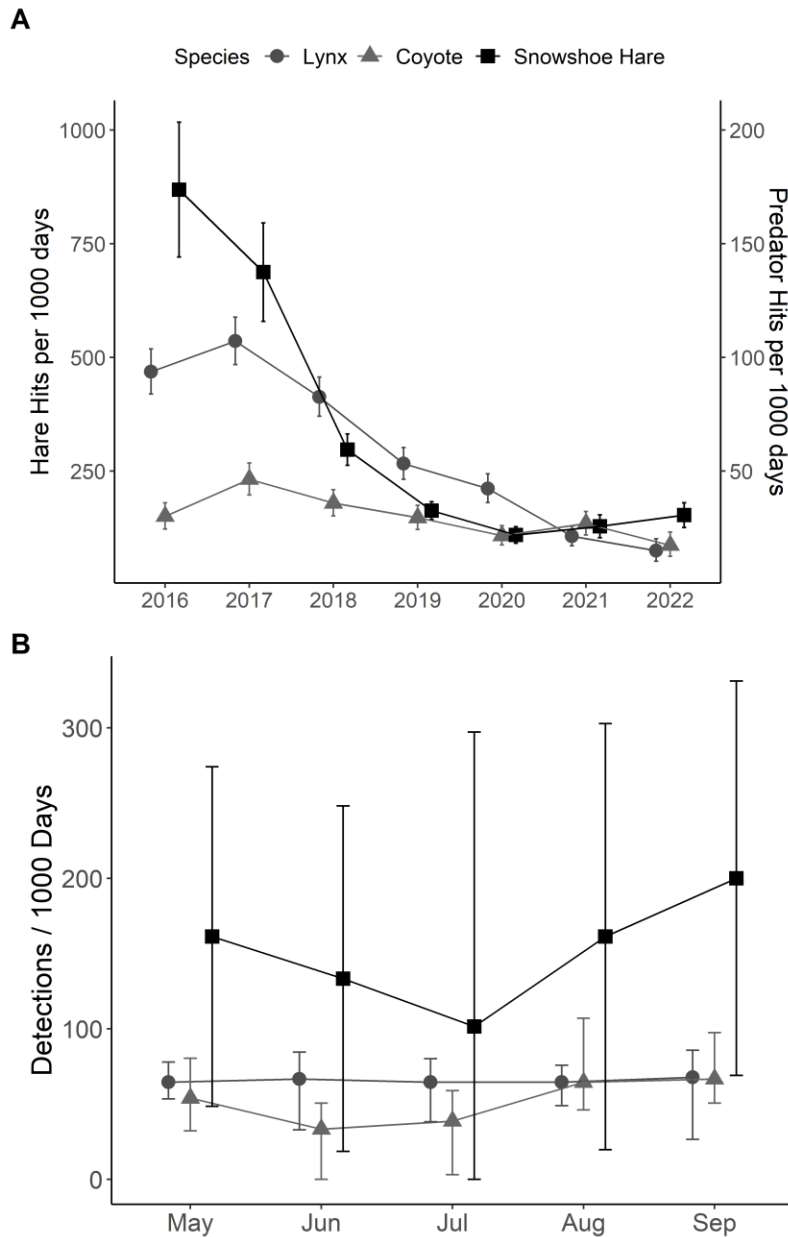 A
Species Lynx Coyote Snowshoe Hare
Hare Hits per 1000 days
1000
750
500
250
200
150
100
50
Predator Hits per 1000 days
2016 2017 2018 2019 2020 2021 2022
B
Detections / 1000 Days
300
200
100
0
May Jun Jul Aug Sep